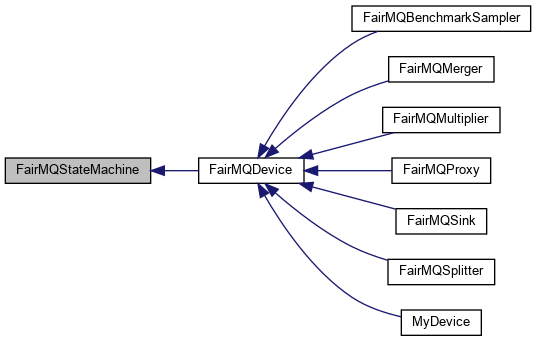 FairMQBenchmarkSampler
FairMQMerger
FairMQMultiplier
FairMQStateMachine
FairMQDevice
FairMQProxy
FairMQSink
FairMQSplitter
MyDevice